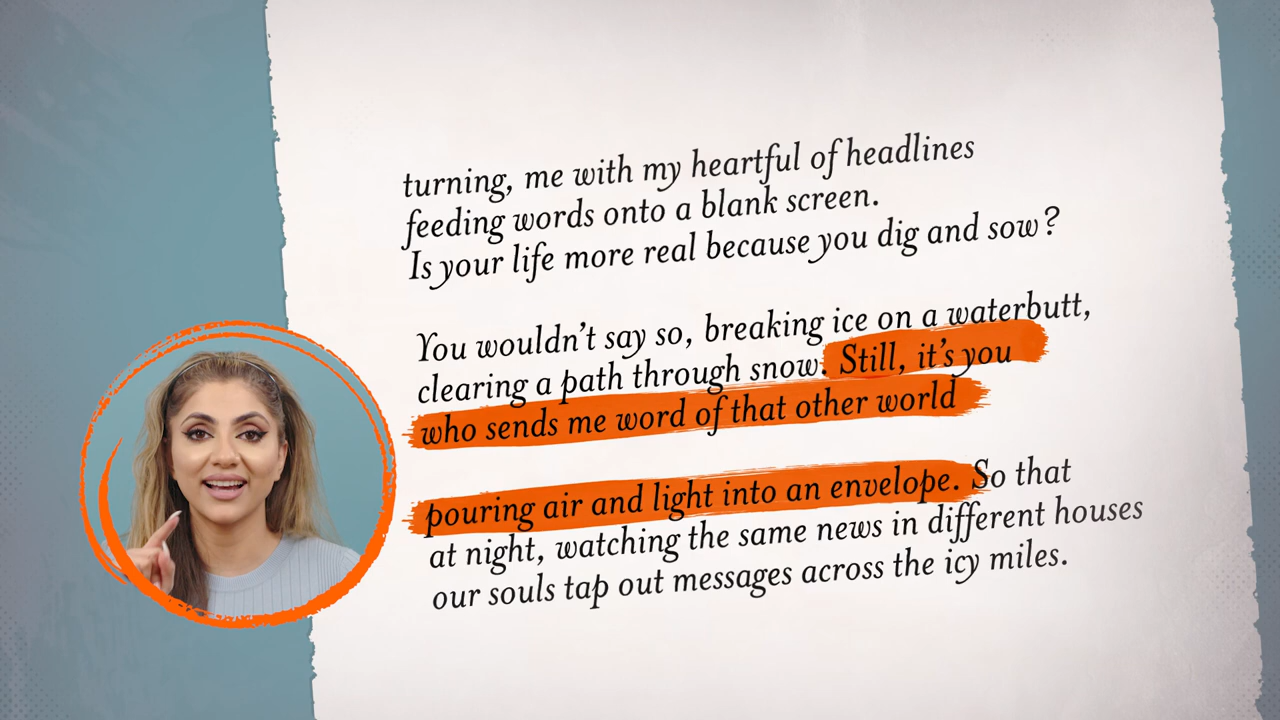 turning, me with my heartful of headlines
feeding words onto a blank screen.
Is your life more real because you dig and sow?
You wouldn't say so, breaking ice on a waterbutt,
clearing a path through snow. Still, it's you
who sends me word of that other world
pouring air and light into an envelope. So that
at night, watching the same news in different houses
our souls tap out messages across the icy miles.